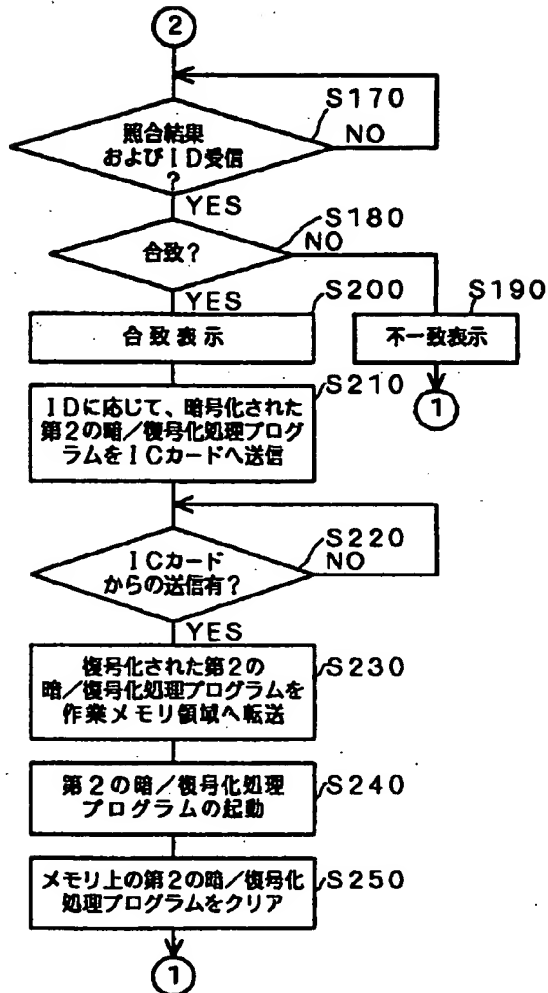 2
S170
照合結果
およびID受信
?
NO
YES
S180
合致?
NO
YES
S200
合致表示
S190
不一致表示
1
S210
IDに応じて、暗号化された
第2の暗/復号化処理プログ
ラムをICカードへ送信
S220
ICカード
からの送信有?
NO
YES
復号化された第2の
暗/復号化処理プログラムを
作業メモリ領域へ転送
S230
第2の暗/復号化処理
プログラムの起動
S240
メモリ上の第2の暗/復号化
処理プログラムをクリア
S250
1